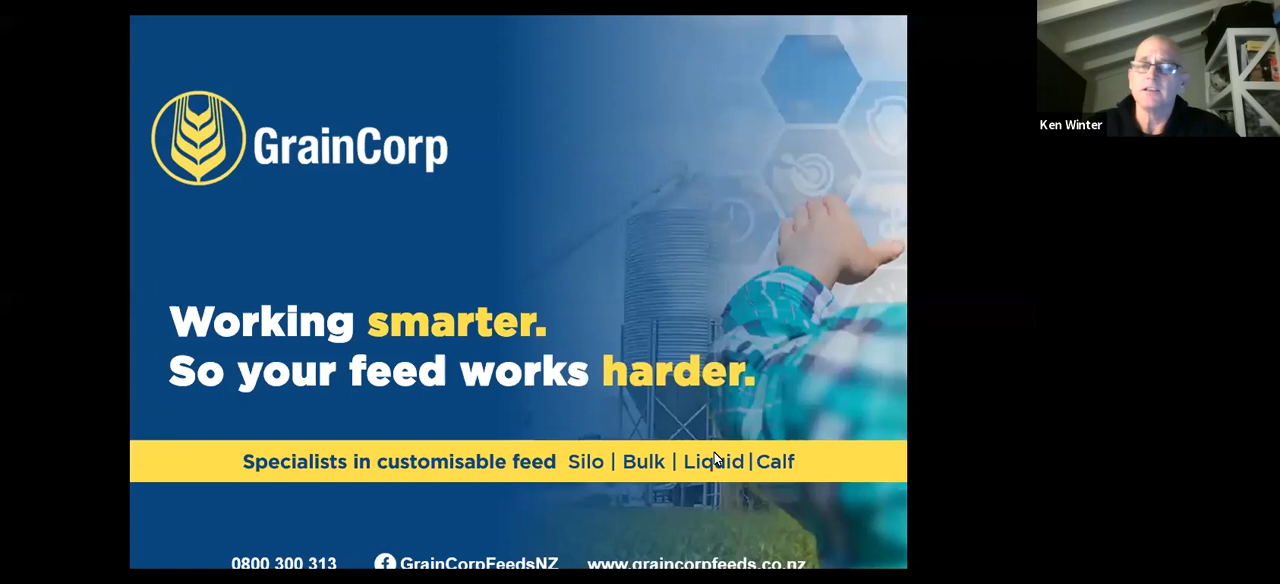 GrainCorp
Working smarter.
So your feed works harder.
Specialists in customisable feed Silo | Bulk | Liquid | Calf
0800 300 313 GrainCorpFeedsNZ www.graincorpfeeds.co.nz
Ken Winter